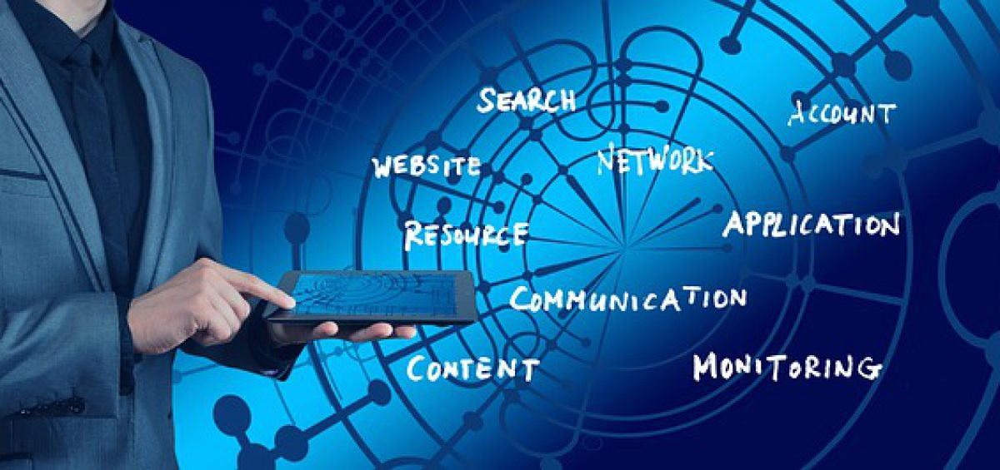 SEARCH
ACCOUNT
WEBSITE
NETWORK
RESOURCE
APPLICATION
COMMUNICATION
CONTENT
MONITORING